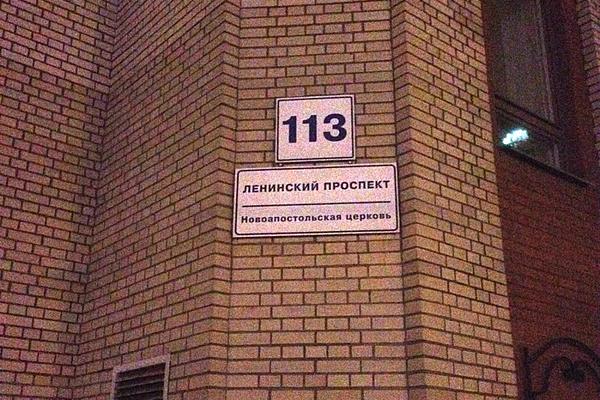 113
ЛЕНИНСКИЙ ПРОСПЕКТ
Новоапостольская церковь